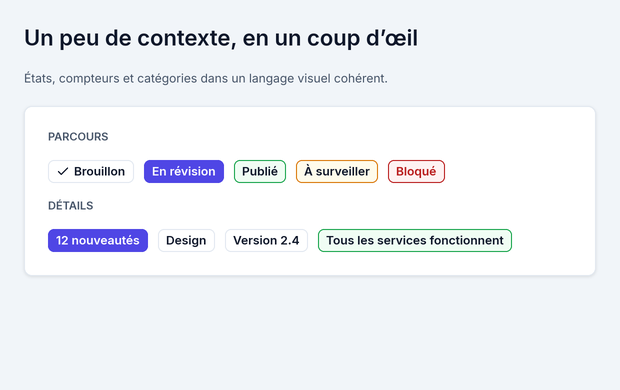 Un peu de contexte, en un coup d’œil
États, compteurs et catégories dans un langage visuel cohérent.
PARCOURS
Brouillon En révision Publié À surveiller Bloqué
DÉTAILS
12 nouveautés Design Version 2.4 Tous les services fonctionnent